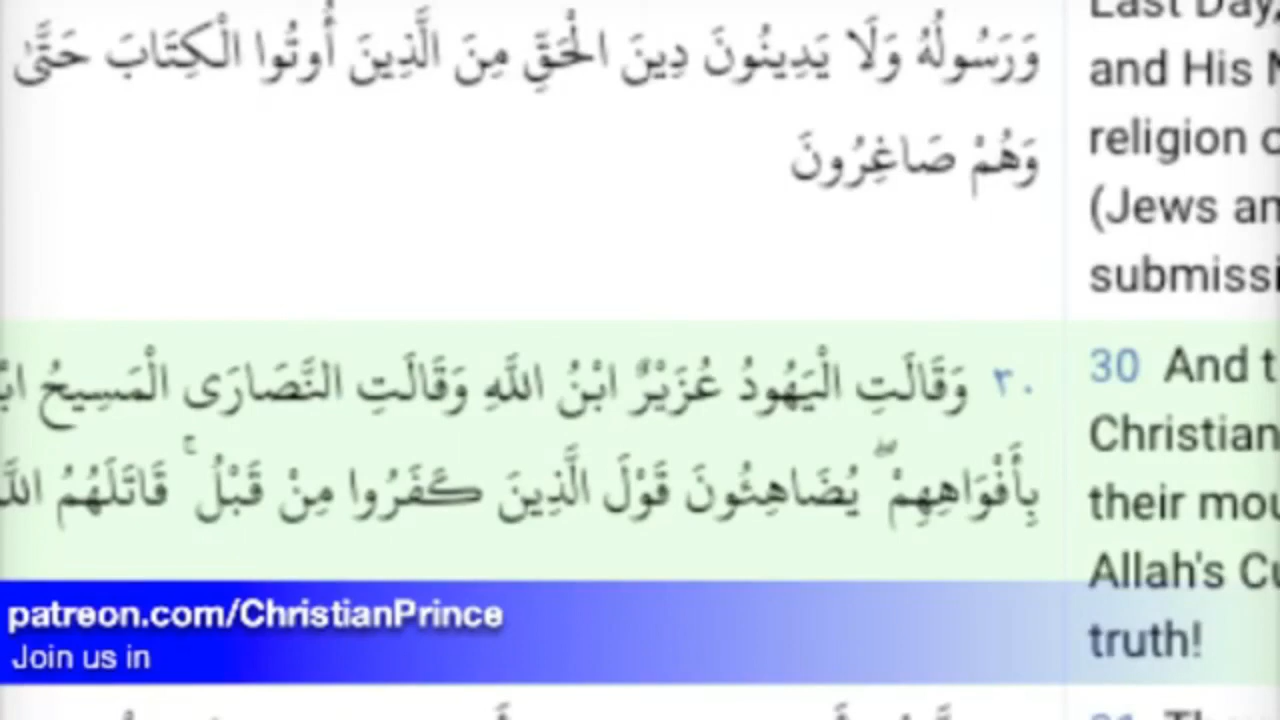 Last Day,
وَرَسُولُهُ وَلَا يَدِينُونَ دِينَ الْحَقِّ مِنَ الَّذِينَ أُوتُوا الْكِتَابَ حَتَّىٰ
and His
وَهُمْ صَاغِرُونَ
religion
(Jews
submissi
٣٠ وَقَالَتِ الْيَهُودُ عُزَيْرٌ ابْنُ اللَّهِ وَقَالَتِ النَّصَارَى الْمَسِيحُ
30 And
Christian
بِأَفْوَاهِهِمْ ۖ يُضَاهِئُونَ قَوْلَ الَّذِينَ كَفَرُوا مِنْ قَبْلُ ۚ قَاتَلَهُمُ
their mou
Allah's
truth!
patreon.com/ChristianPrince
Join us in